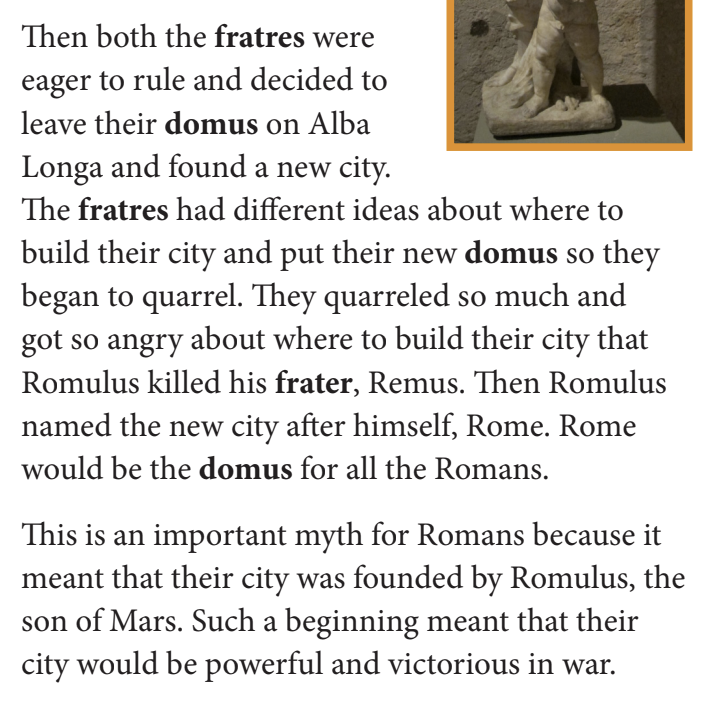 Then both the fratres were
eager to rule and decided to
leave their domus on Alba
Longa and found a new city.
The fratres had different ideas about where to
build their city and put their new domus so they
began to quarrel. They quarreled so much and
got so angry about where to build their city that
Romulus killed his frater, Remus. Then Romulus
named the new city after himself, Rome. Rome
would be the domus for all the Romans.
This is an important myth for Romans because it
meant that their city was founded by Romulus, the
son of Mars. Such a beginning meant that their
city would be powerful and victorious in war.